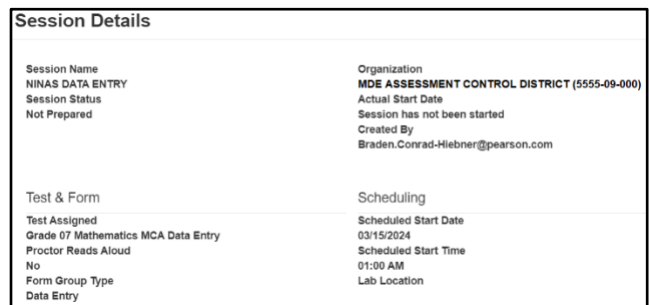 Session Details
Session Name
NINAS DATA ENTRY
Session Status
Not Prepared
Organization
MDE ASSESSMENT CONTROL DISTRICT (5555-09-000)
Actual Start Date
Session has not been started
Created By
Braden.Conrad-Hiebner@pearson.com
Test & Form
Test Assigned
Grade 07 Mathematics MCA Data Entry
Proctor Reads Aloud
No
Form Group Type
Data Entry
Scheduling
Scheduled Start Date
03/15/2024
Scheduled Start Time
01:00 AM
Lab Location